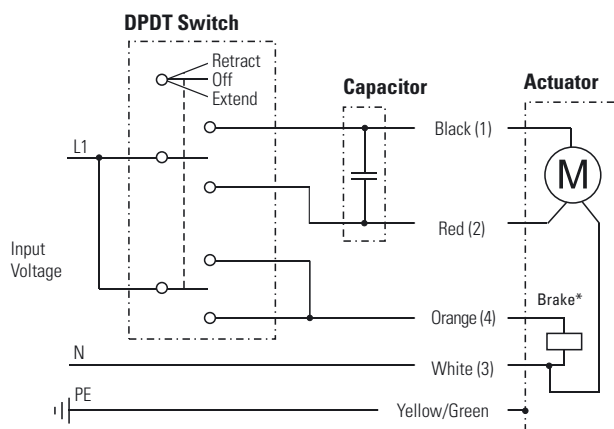 DPDT Switch
Retract
Off
Extend
Capacitor
Actuator
L1
Black (1)
M
Red (2)
Input
Voltage
Brake*
Orange (4)
N
White (3)
PE
Yellow/Green